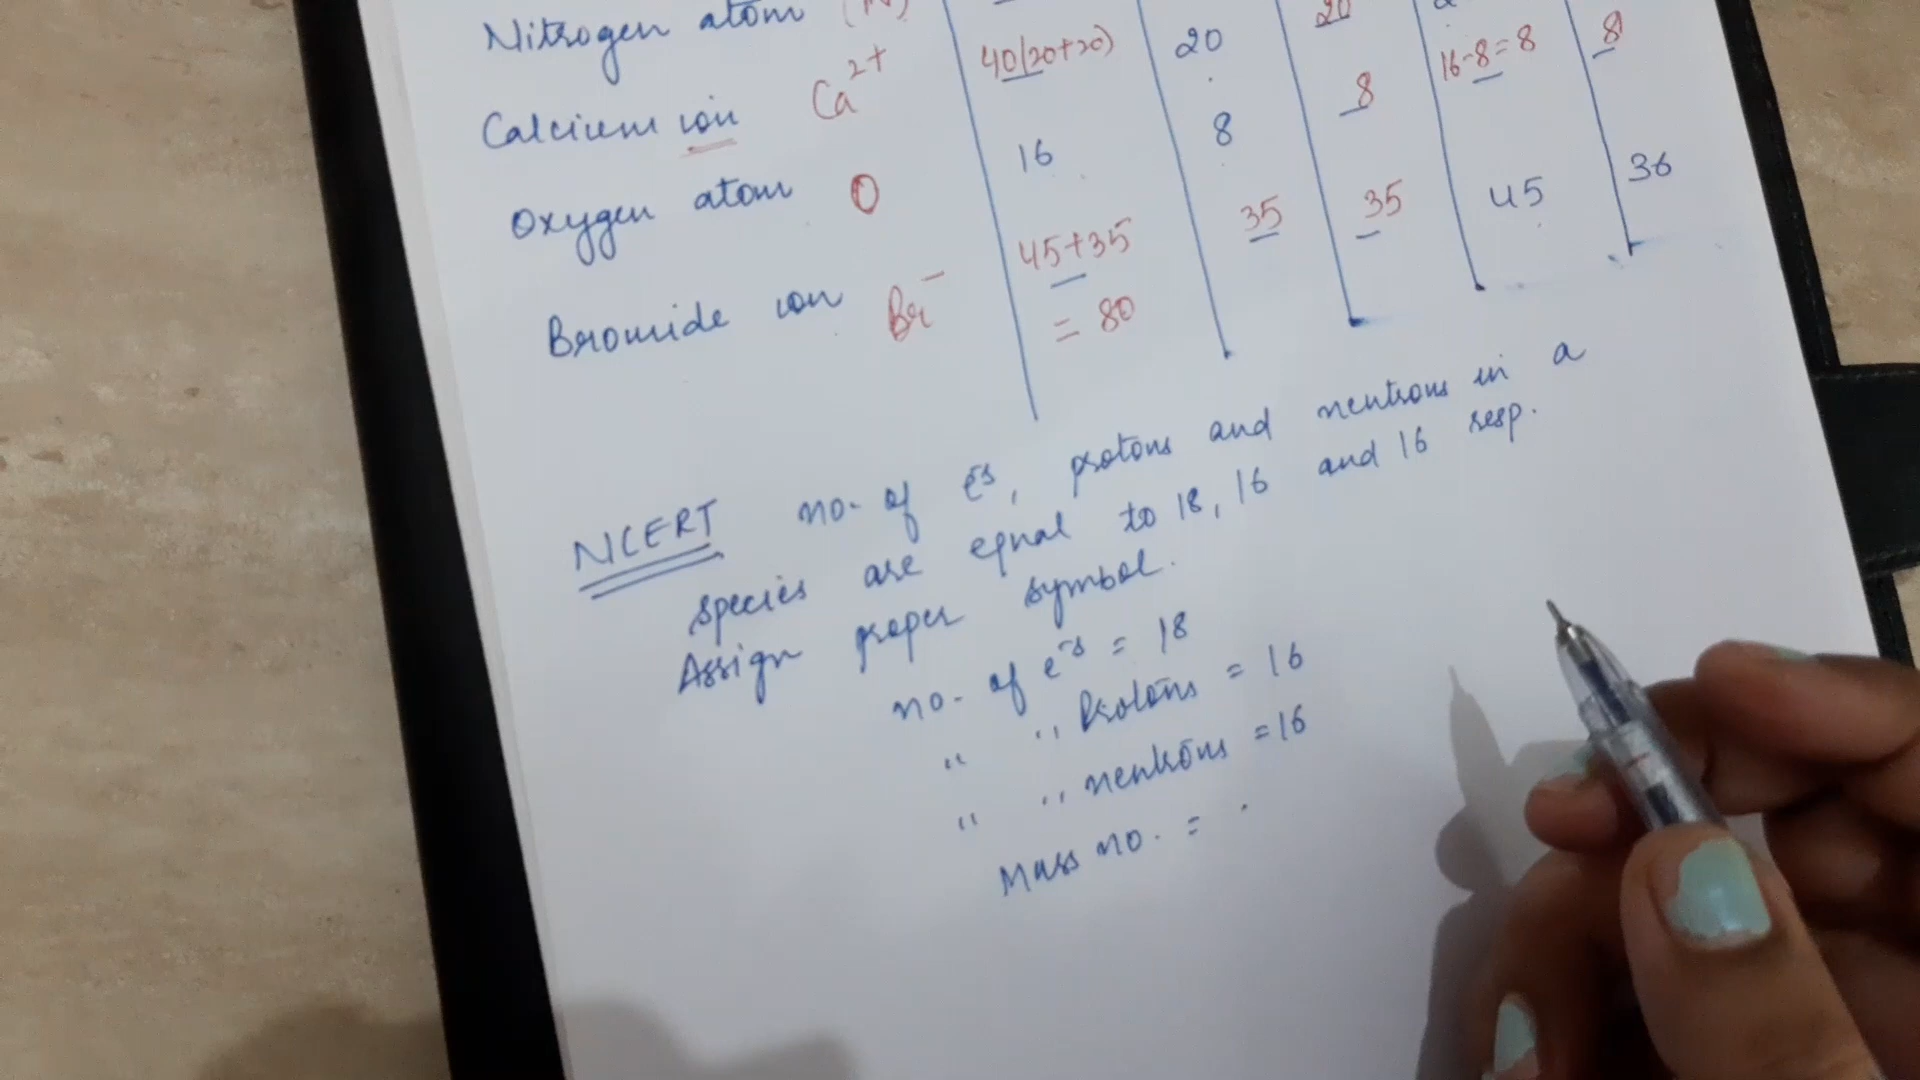 Nitrogen atom (N)
Calcium ion Ca²⁺ 40(20+20) 20 20
Oxygen atom O 16 8 8 16-8=8 8
Bromide ion Br⁻ 45+35 35 35 45 36
= 80
NCERT no. of e⁻s, protons and neutrons in a
species are equal to 18, 16 and 16 resp.
Assign proper symbol.
no. of e⁻s = 18
" " Protons = 16
" " neutrons = 16
Mass no. =